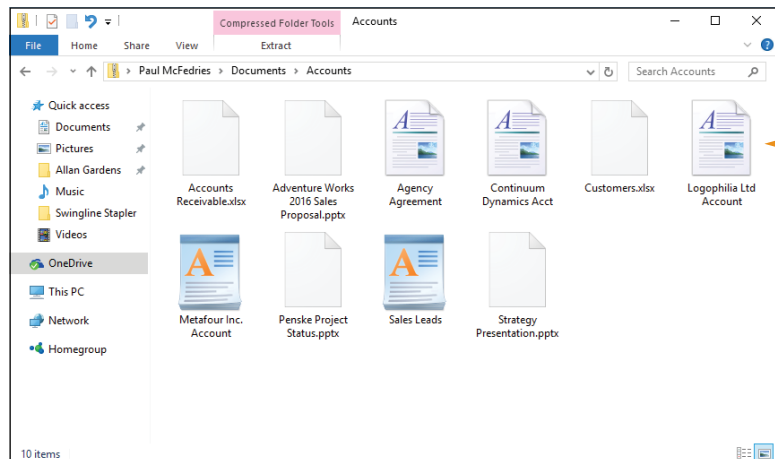 Compressed Folder Tools
Accounts
File
Home
Share
View
Extract
Paul McFedries
Documents
Accounts
Search Accounts
Quick access
Documents
Pictures
Allan Gardens
Music
Swingline Stapler
Videos
OneDrive
This PC
Network
Homegroup
Accounts
Receivable.xlsx
Adventure Works
2016 Sales
Proposal.pptx
Agency
Agreement
Continuum
Dynamics Acct
Customers.xlsx
Logophilia Ltd
Account
Metafour Inc.
Account
Penske Project
Status.pptx
Sales Leads
Strategy
Presentation.pptx
10 items